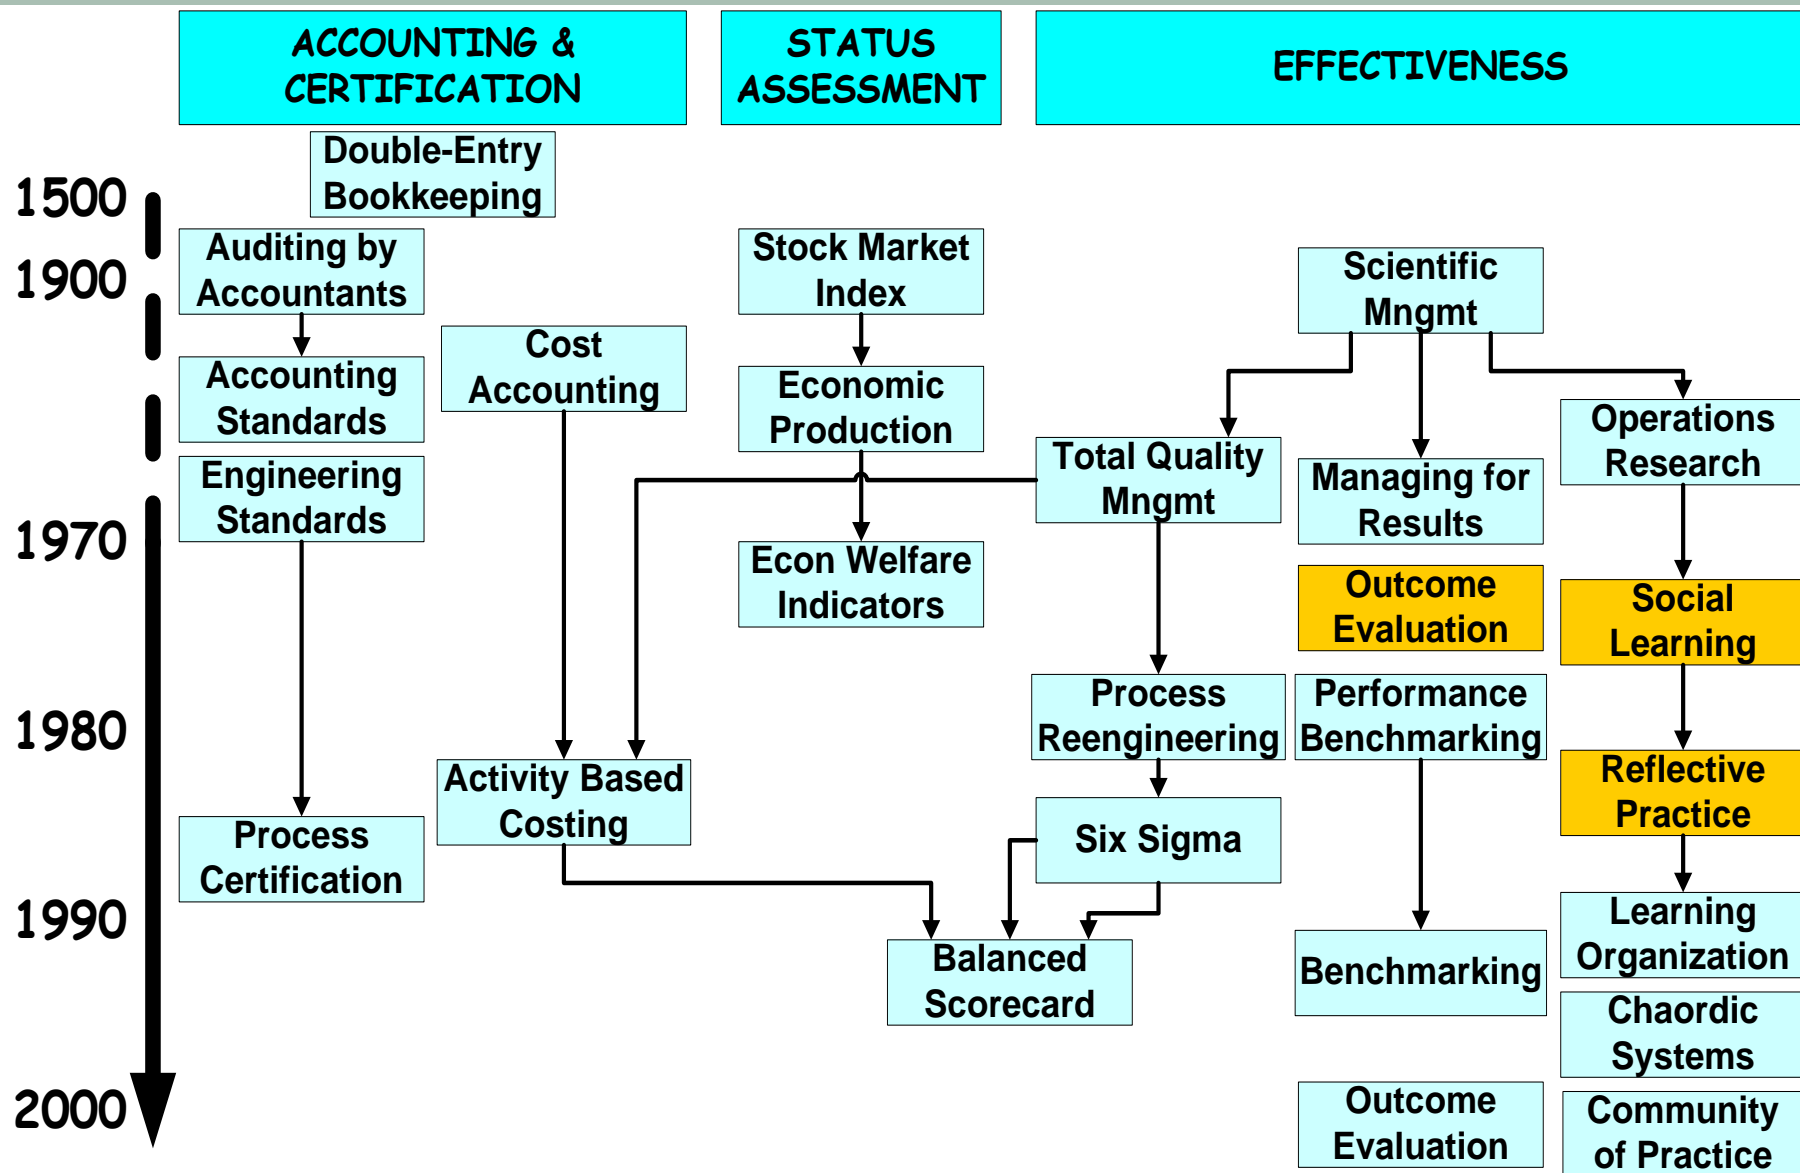 ACCOUNTING &
CERTIFICATION
STATUS
ASSESSMENT
EFFECTIVENESS
Double-Entry
Bookkeeping
1500
Auditing by
Accountants
Stock Market
Index
Scientific
Mngmt
1900
Cost
Accounting
Accounting
Standards
Economic
Production
Operations
Research
Total Quality
Mngmt
Managing for
Results
Engineering
Standards
1970
Econ Welfare
Indicators
Outcome
Evaluation
Social
Learning
Process
Reengineering
Performance
Benchmarking
1980
Activity Based
Costing
Reflective
Practice
Six Sigma
Process
Certification
1990
Learning
Organization
Balanced
Scorecard
Benchmarking
Chaordic
Systems
2000
Outcome
Evaluation
Community
of Practice